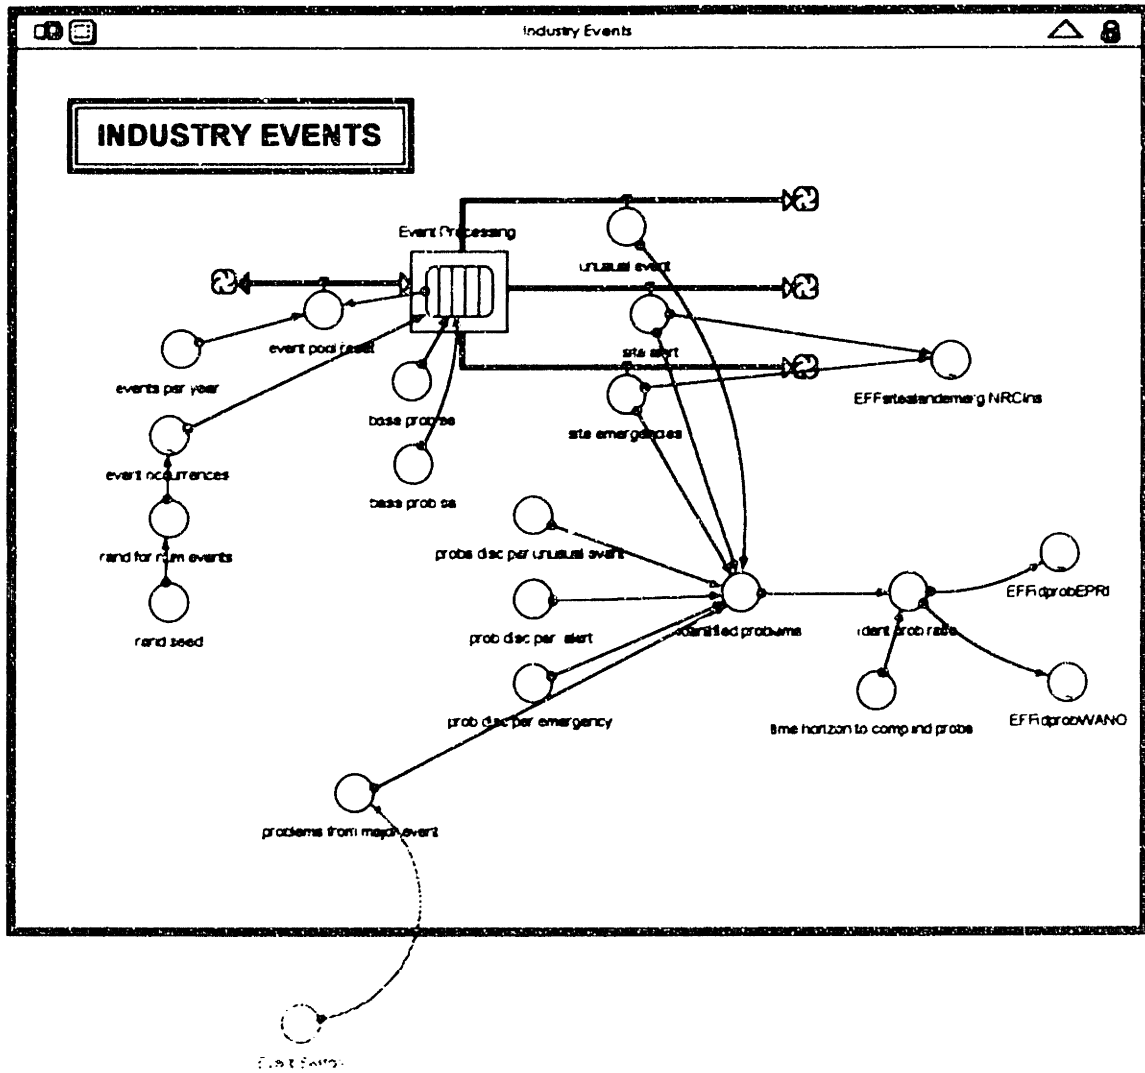 Industry Events
INDUSTRY EVENTS
Event Processing
unusual event
event pool reset
site alert
events per year
EFFsitealandemerg NRCins
base prob se
site emergencies
event occurrences
base prob sa
probs disc per unusual event
rand for num events
EFFidprobEPRI
rand seed
prob disc per alert
identified problems
ident prob rate
prob disc per emergency
time horizon to comp ind probs
EFFidprobWANO
problems from major event